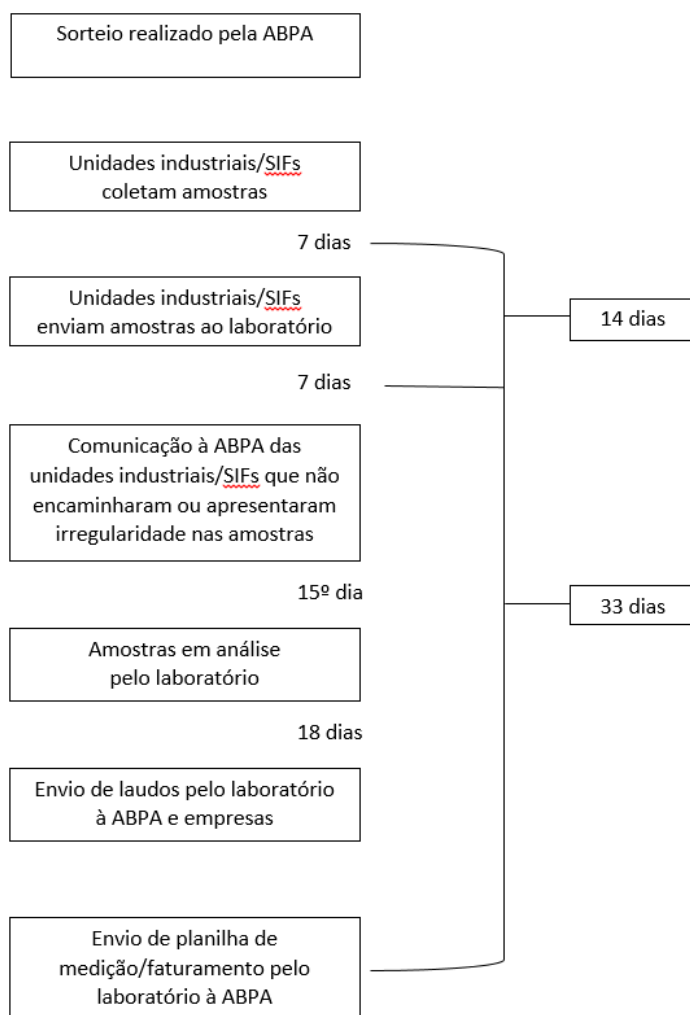 Sorteio realizado pela ABPA
Unidades industriais/SIFs
coletam amostras
7 dias
Unidades industriais/SIFs
enviam amostras ao laboratório
14 dias
7 dias
Comunicação à ABPA das
unidades industriais/SIFs que não
encaminharam ou apresentaram
irregularidade nas amostras
15º dia
33 dias
Amostras em análise
pelo laboratório
18 dias
Envio de laudos pelo laboratório
à ABPA e empresas
Envio de planilha de
medição/faturamento pelo
laboratório à ABPA